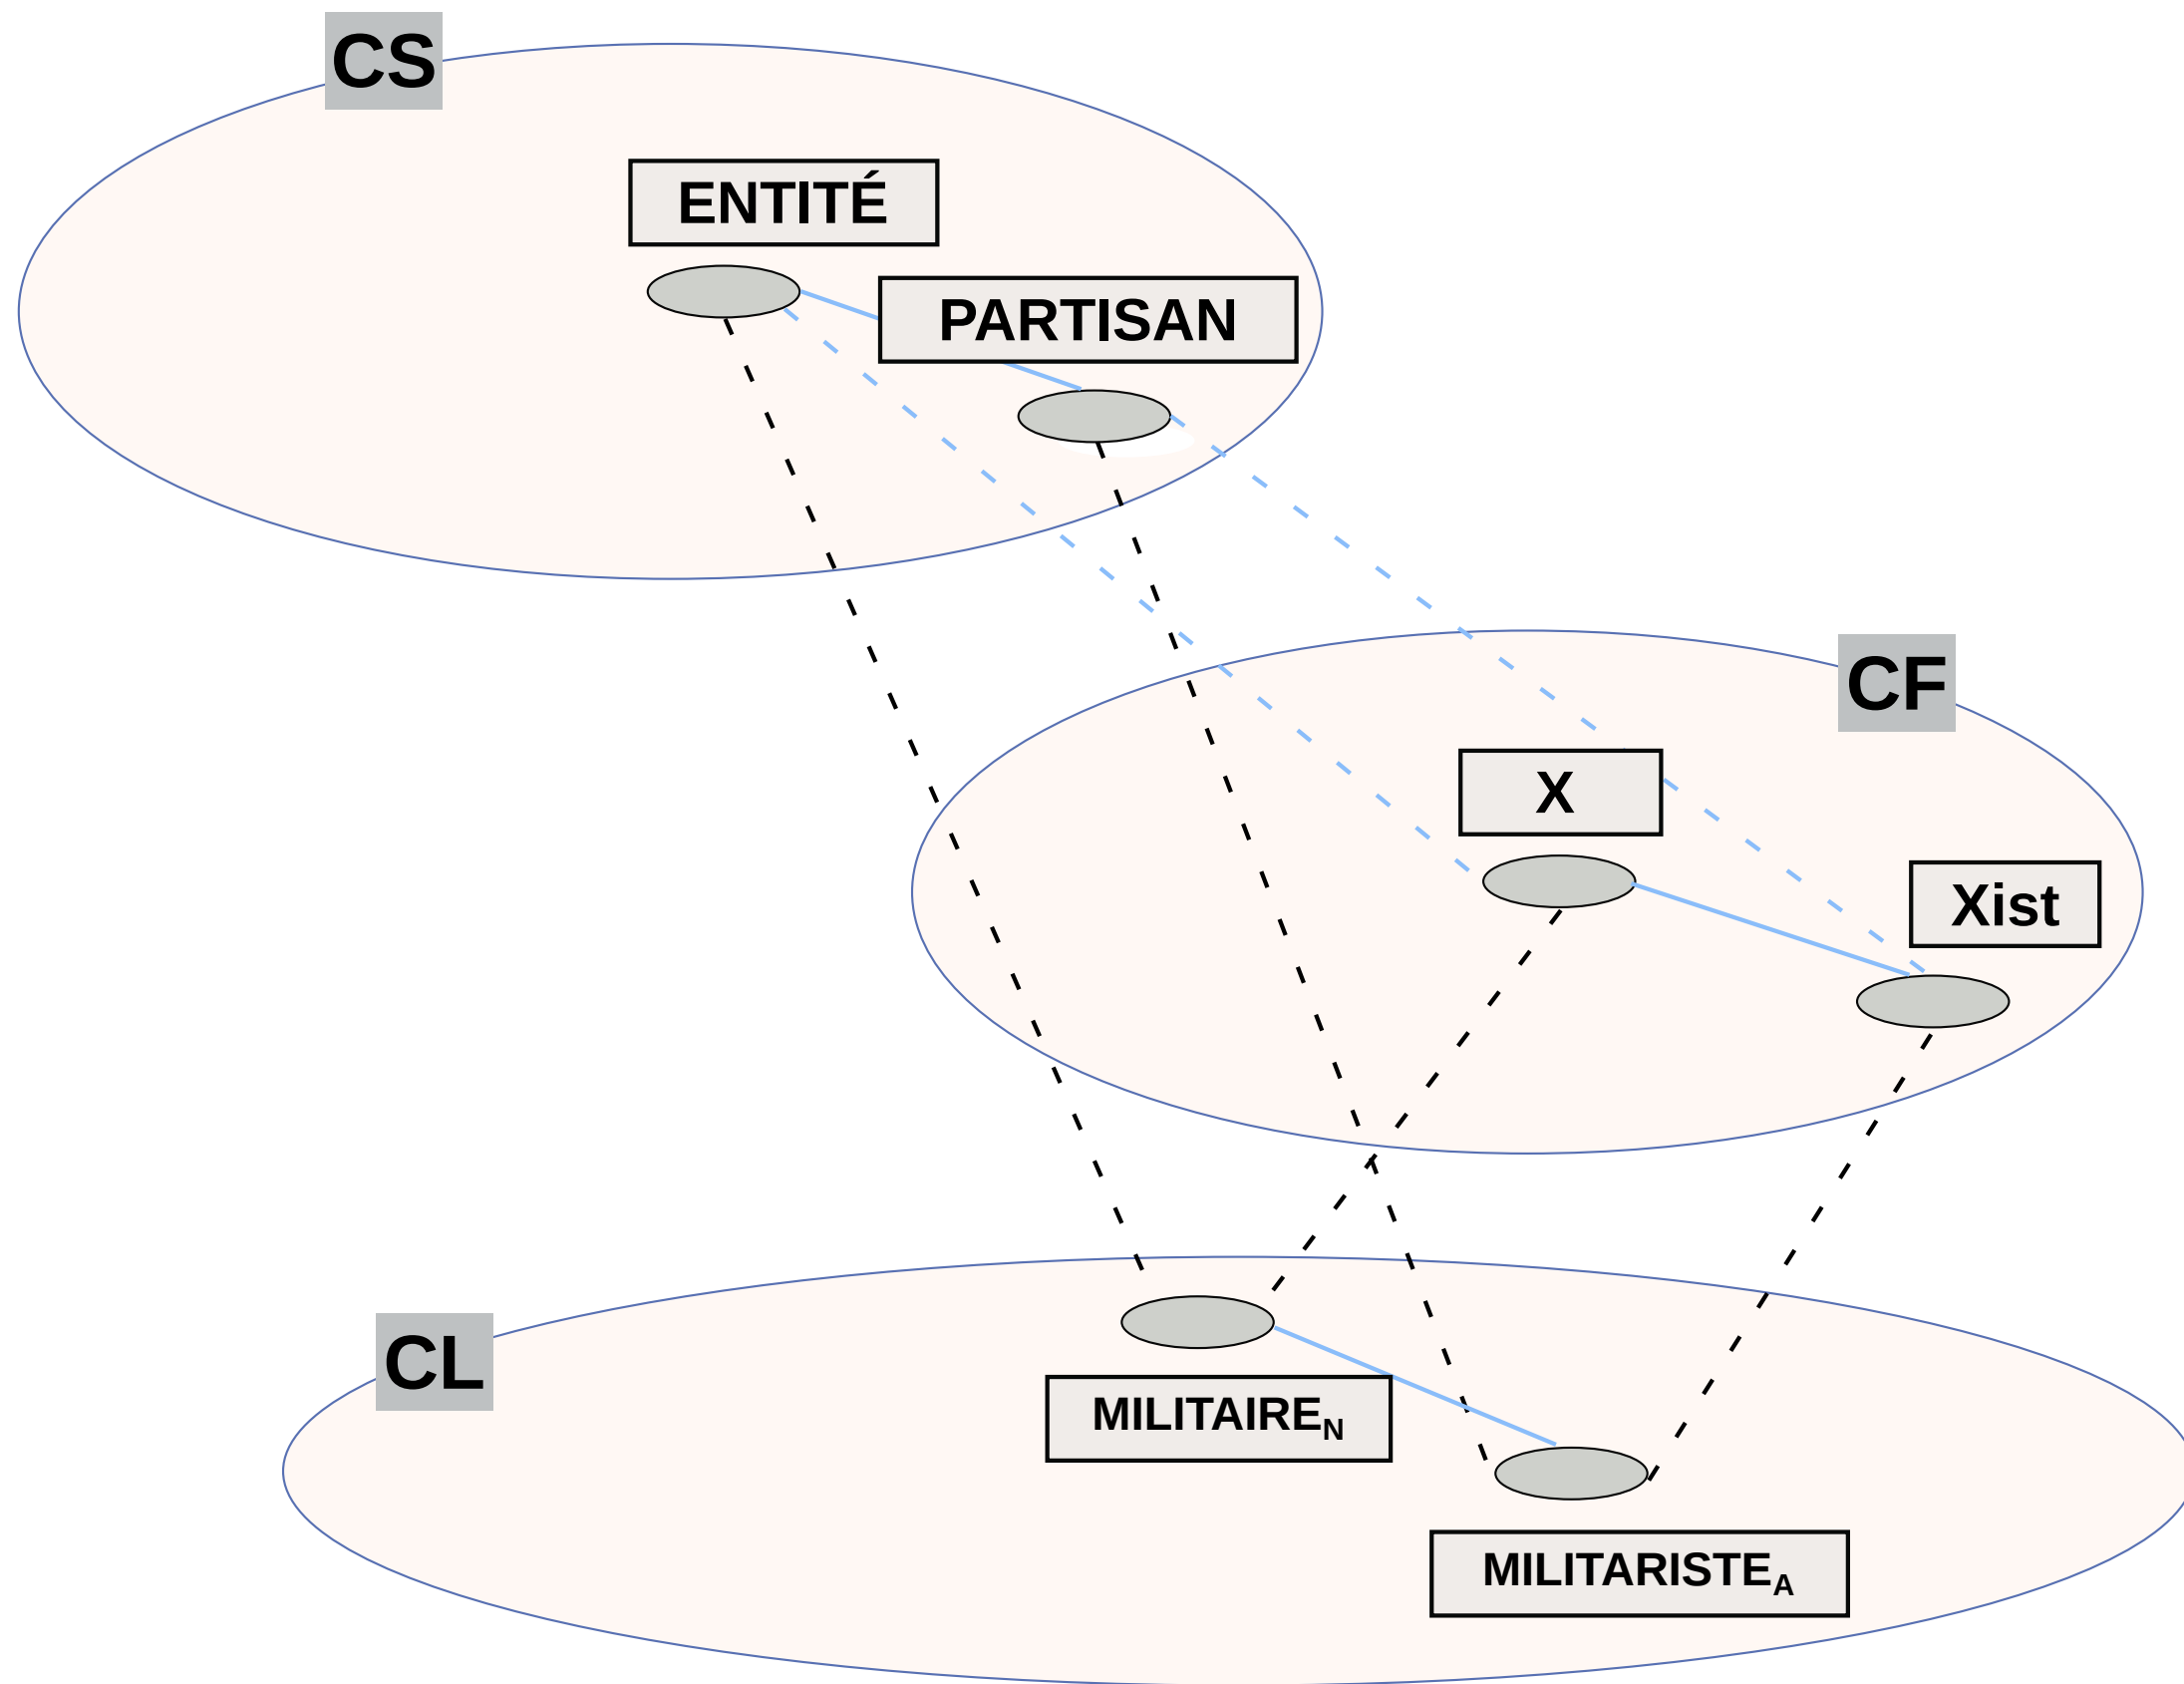 CS
ENTITÉ
PARTISAN
CF
X
Xist
CL
MILITAIREN
MILITARISTEA